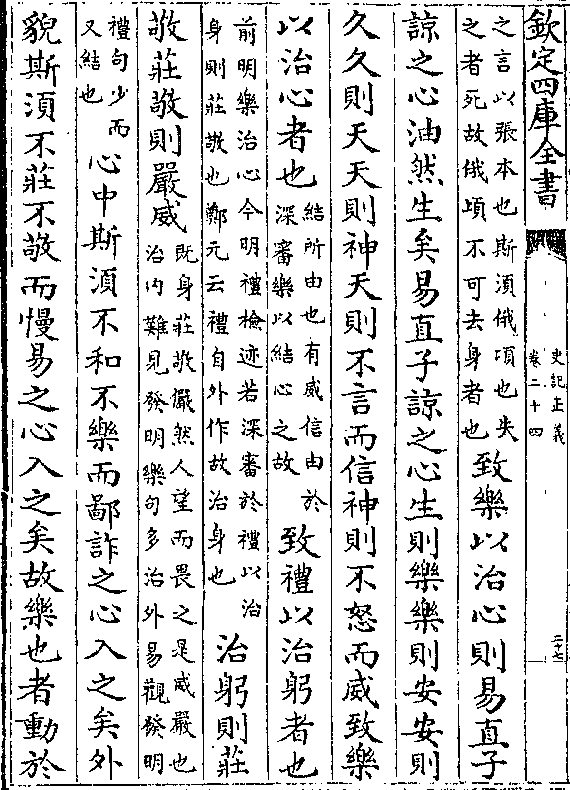 欽定四庫全書
史記正義
卷二十四
之言以張本也斯須俄頃也失
之者死故俄頃不可去身者也
致樂以治心則易直子
諒之心油然生矣易直子諒之心生則樂樂則安安則
久久則天天則神天則不言而信神則不怒而威致樂
以治心者也
結所由也有威信由於
深審樂以結心之故
致禮以治躬者也
前明樂治心今明禮檢迹若深審於禮以治
身則莊敬也鄭元云禮自外作故治身也
治躬則莊
敬莊敬則嚴威
既身莊敬儼然人望而畏之是威嚴也
治内難見發明樂句多治外易觀發明
禮句少而
又結也
心中斯須不和不樂而鄙詐之心入之矣外
貌斯須不莊不敬而慢易之心入之矣故樂也者動於